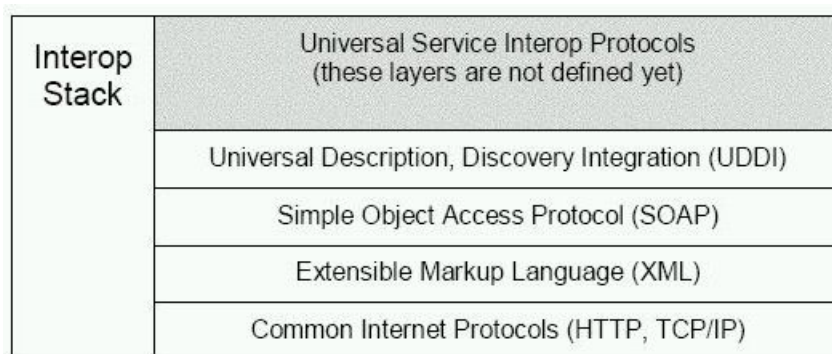 Interop
Stack
Universal Service Interop Protocols
(these layers are not defined yet)
Universal Description, Discovery Integration (UDDI)
Simple Object Access Protocol (SOAP)
Extensible Markup Language (XML)
Common Internet Protocols (HTTP, TCP/IP)